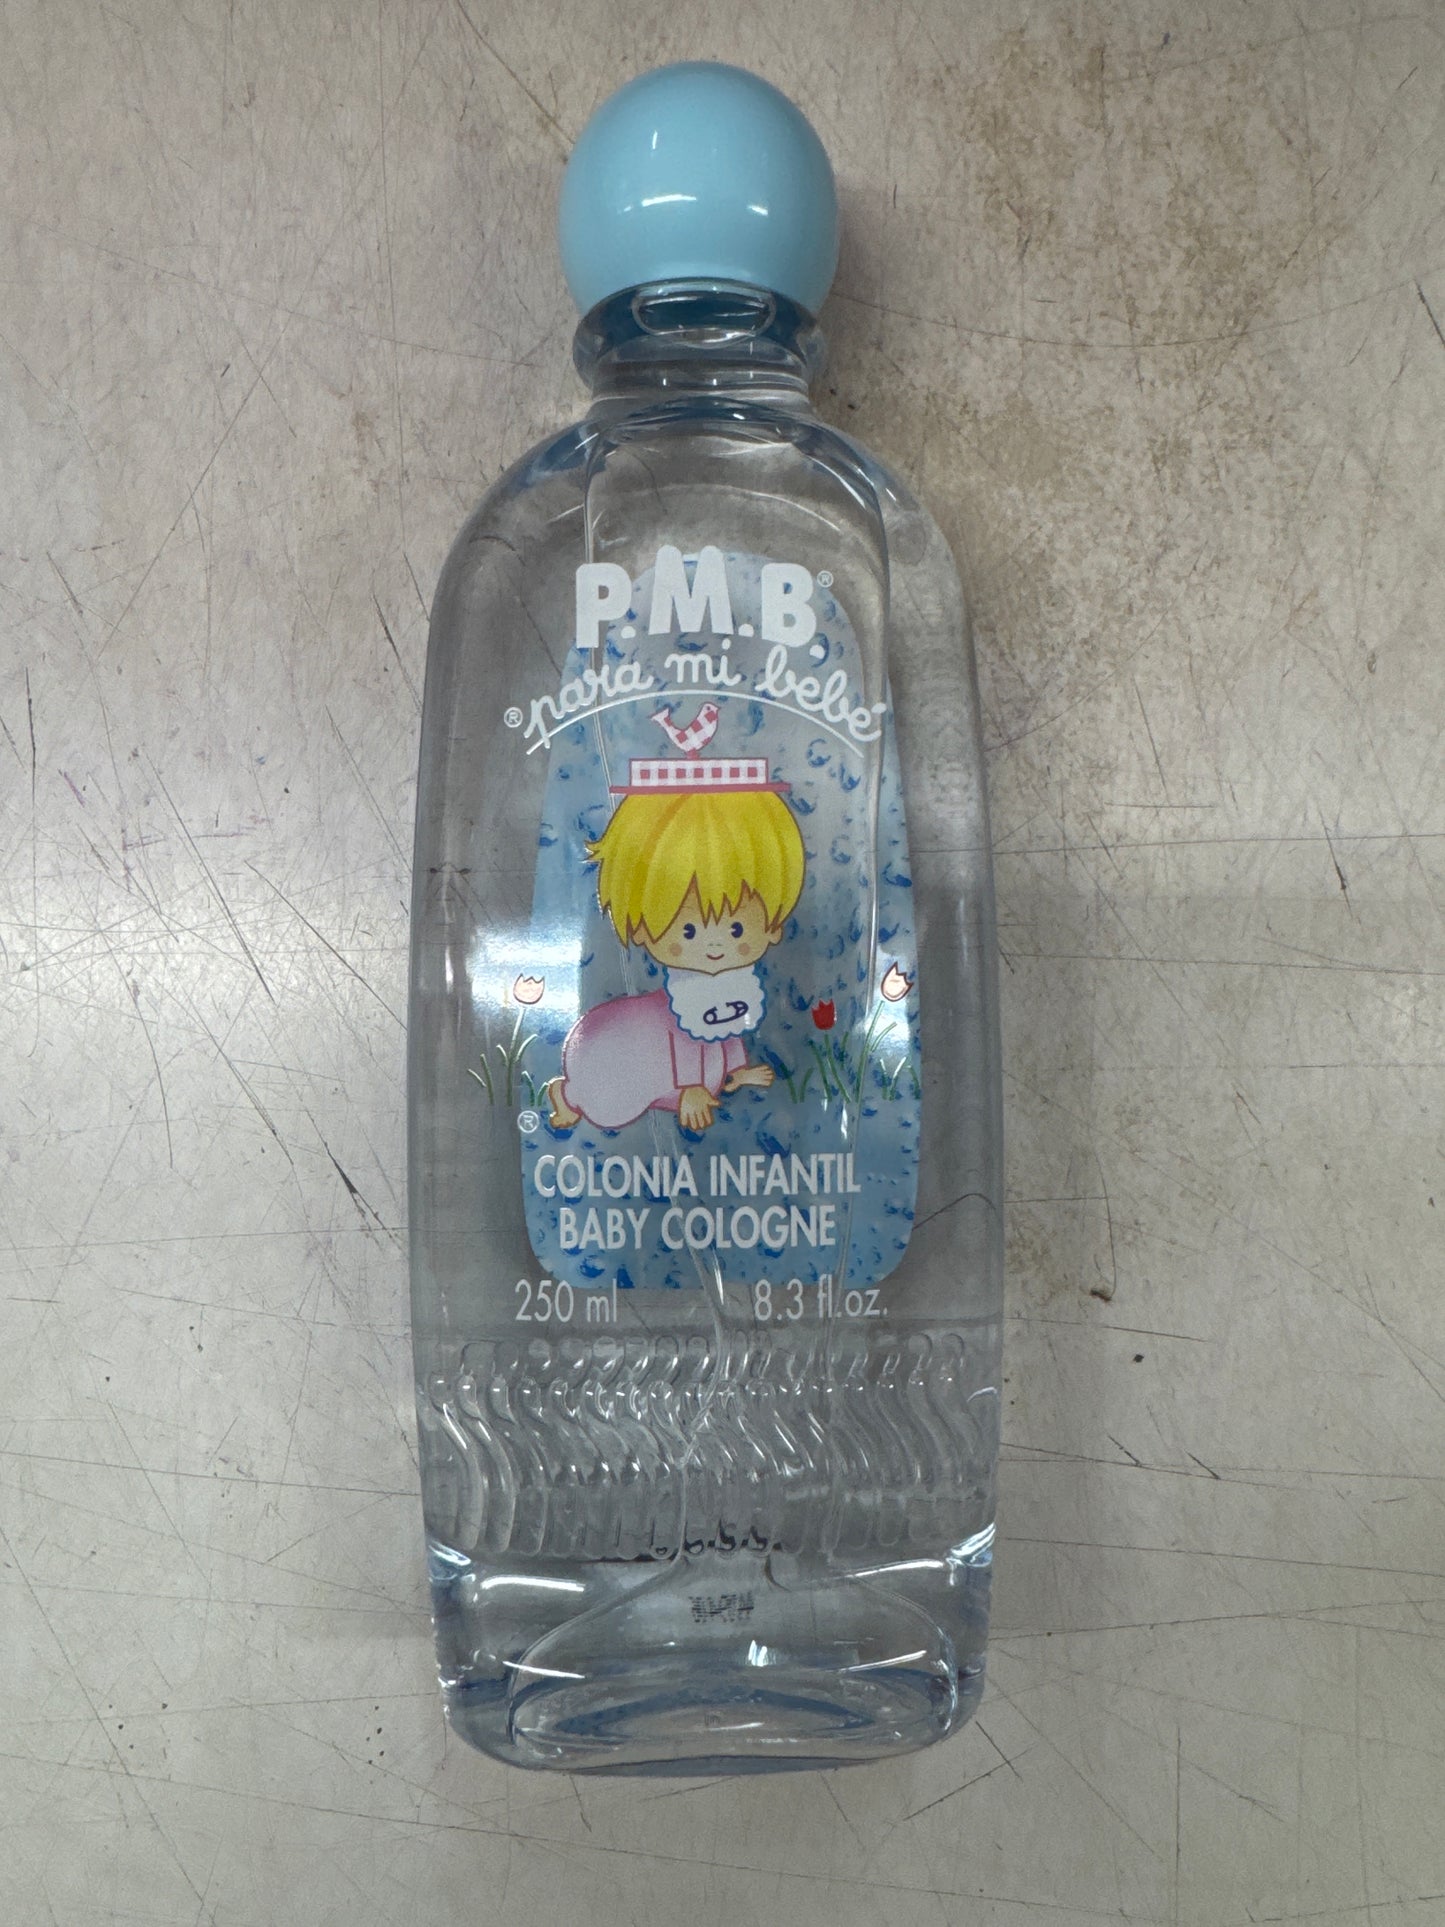 P.M.B.®
® para mi bebé
®
COLONIA INFANTIL
BABY COLOGNE
250 ml 8.3 fl.oz.